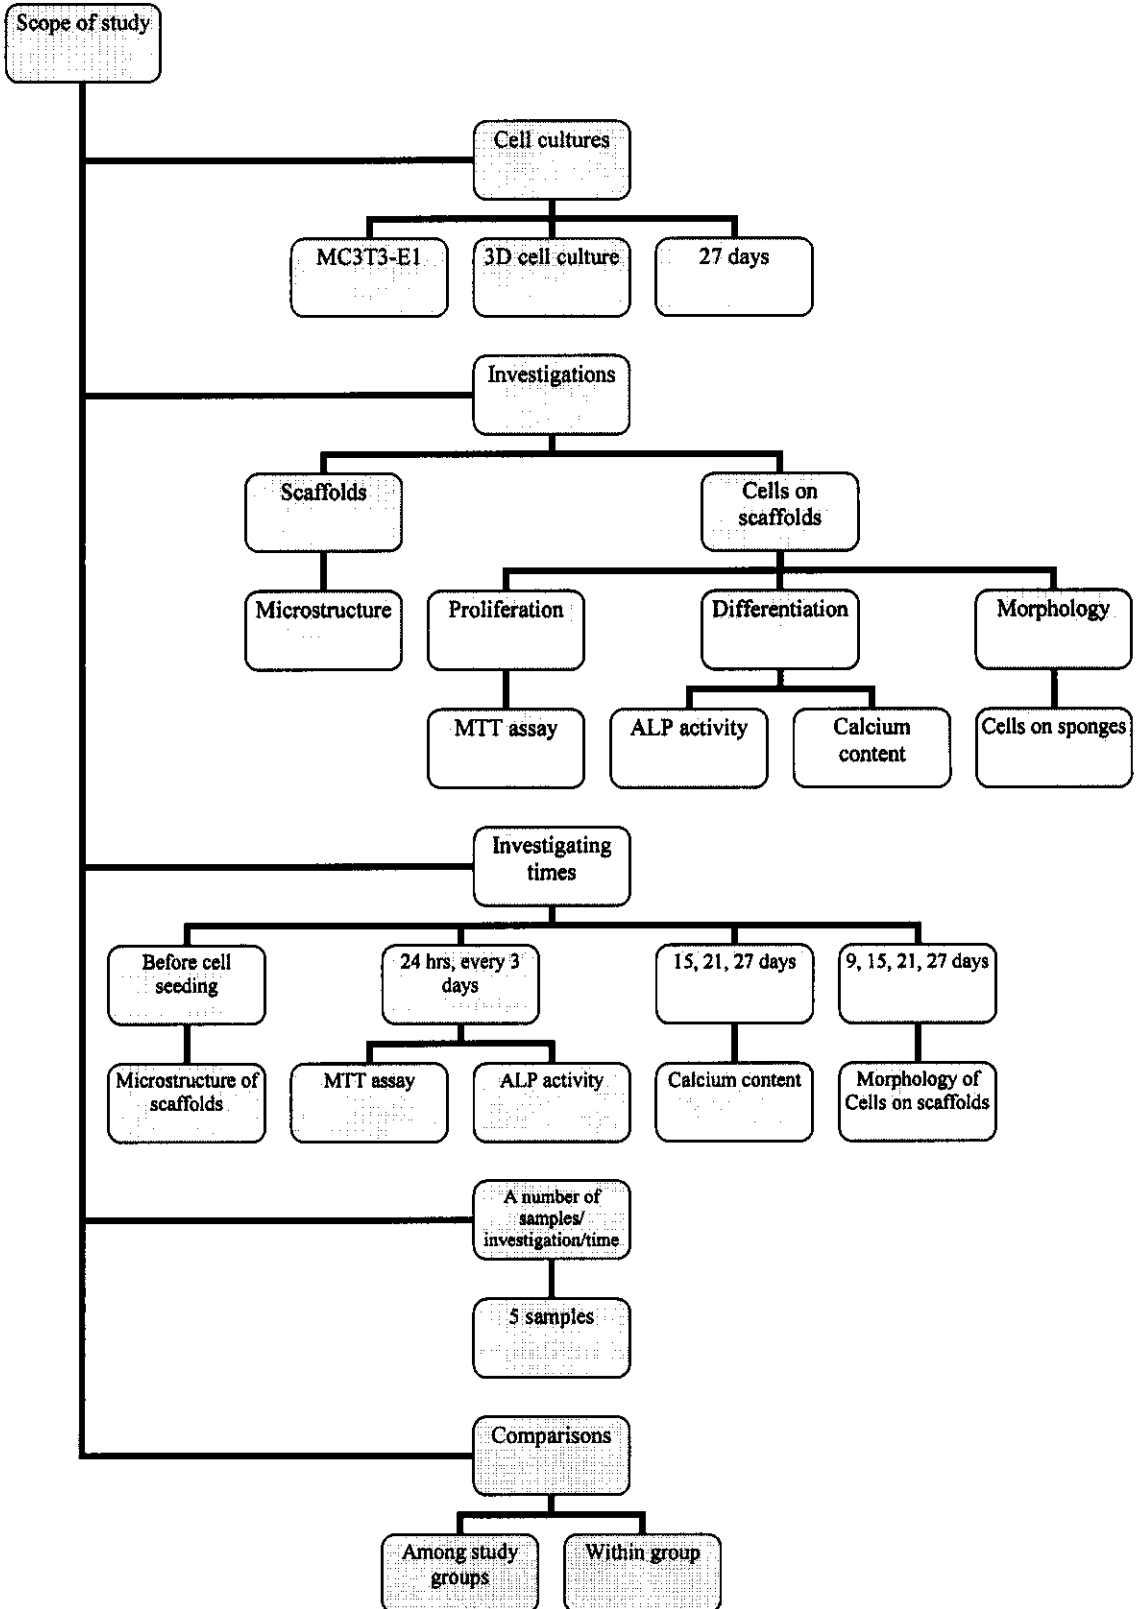 Scope of study
Cell cultures
MC3T3-E1
3D cell culture
27 days
Investigations
Scaffolds
Cells on
scaffolds
Microstructure
Proliferation
Differentiation
Morphology
MTT assay
ALP activity
Calcium
content
Cells on sponges
Investigating
times
Before cell
seeding
24 hrs, every 3
days
15, 21, 27 days
9, 15, 21, 27 days
Microstructure of
scaffolds
MTT assay
ALP activity
Calcium content
Morphology of
Cells on scaffolds
A number of
samples/
investigation/time
5 samples
Comparisons
Among study
groups
Within group